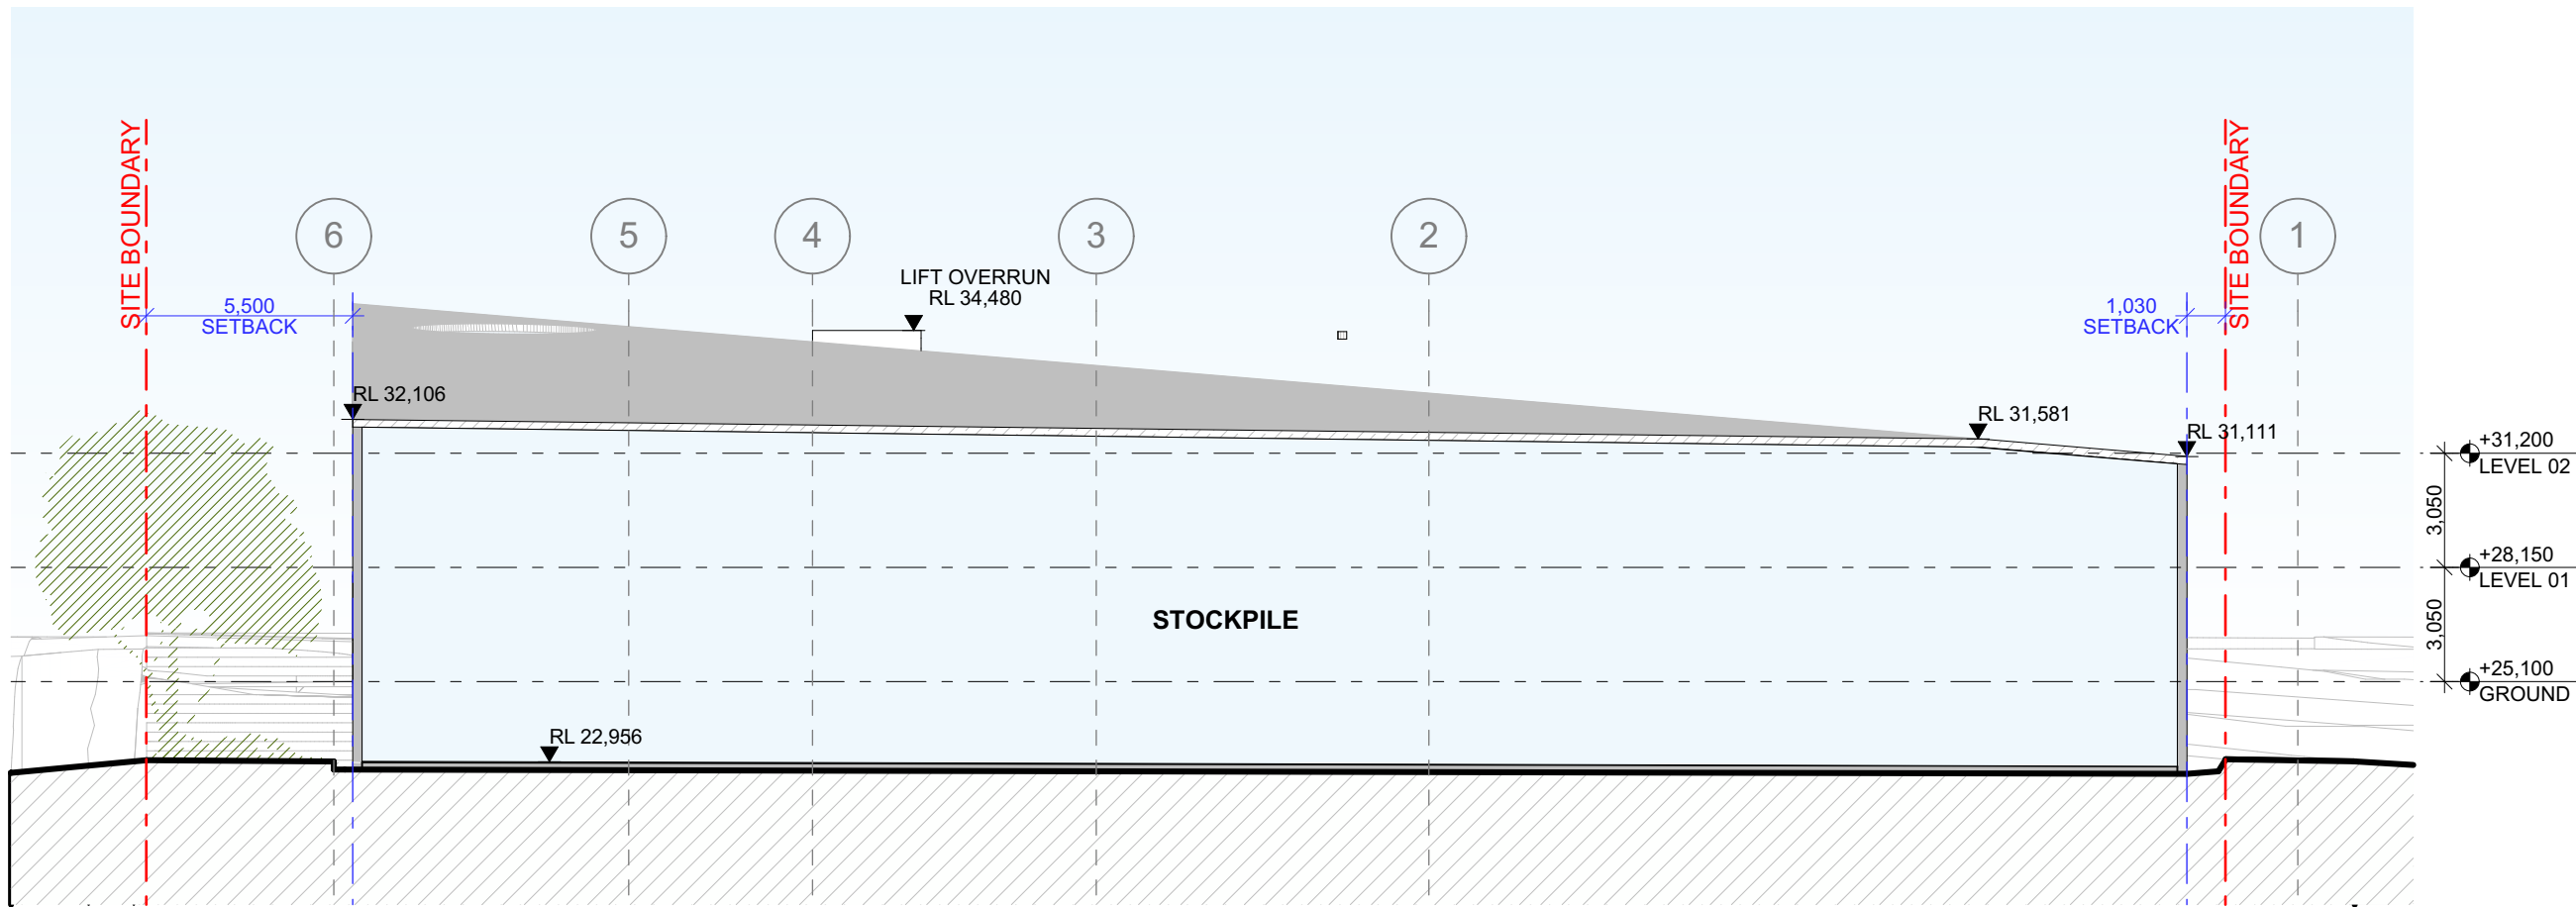 SITE BOUNDARY
SITE BOUNDARY
6
5
4
3
2
1
LIFT OVERRUN
RL 34,480
5,500
SETBACK
1,030
SETBACK
RL 32,106
RL 31,581
RL 31,111
+31,200
LEVEL 02
3,050
+28,150
LEVEL 01
STOCKPILE
3,050
+25,100
GROUND
RL 22,956